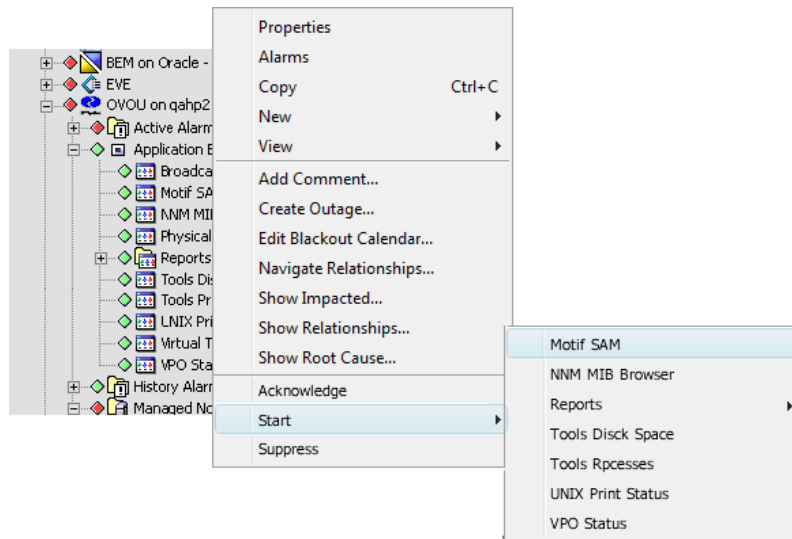 BEM on Oracle -
EVE
OVOU on qahp2
Active Alarm
Application B
Broadca
Motif SA
NNM MI
Physical
Reports
Tools Dis
Tools Pr
UNIX Pri
Virtual T
VPO Sta
History Alarr
Managed No
Properties
Alarms
Copy Ctrl+C
New
View
Add Comment...
Create Outage...
Edit Blackout Calendar...
Navigate Relationships...
Show Impacted...
Show Relationships...
Show Root Cause...
Acknowledge
Start
Suppress
Motif SAM
NNM MIB Browser
Reports
Tools Disck Space
Tools Rpcesses
UNIX Print Status
VPO Status